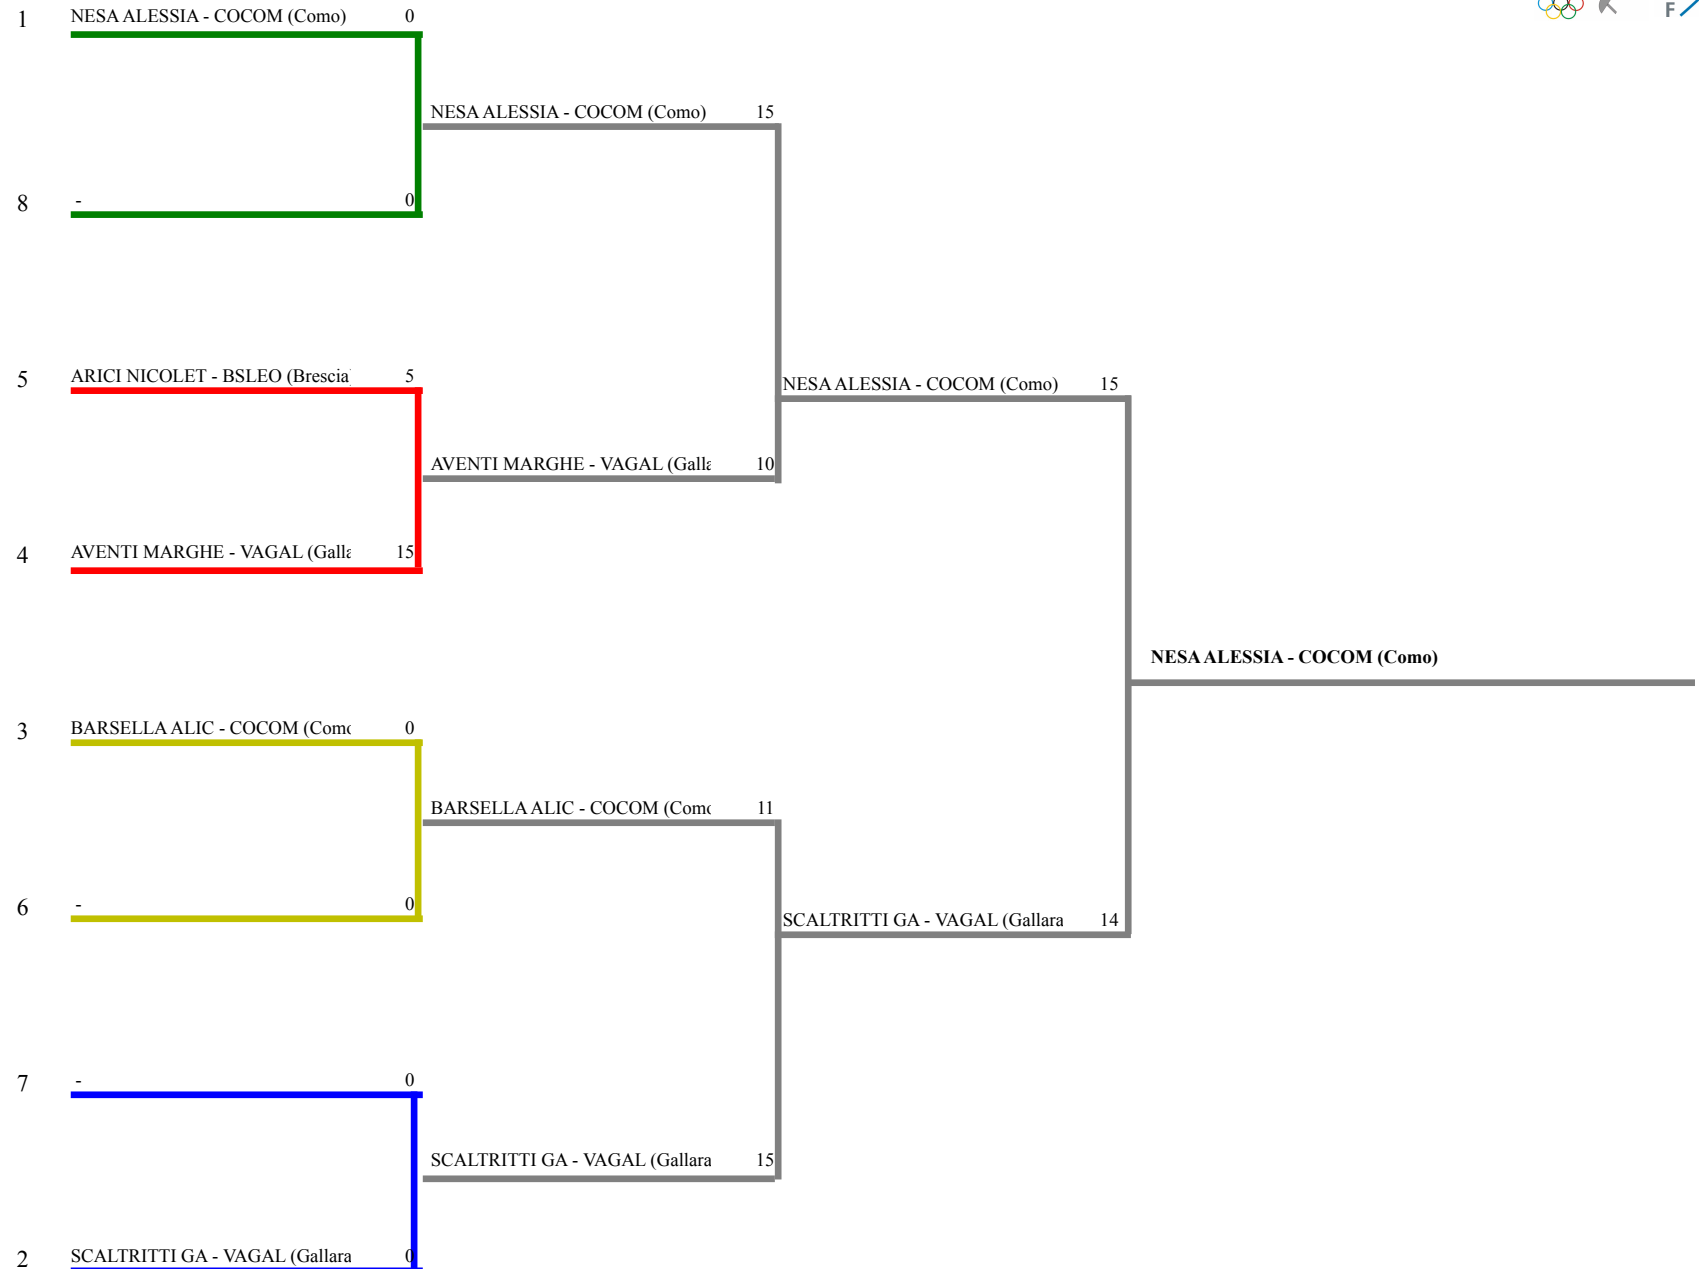 1 NESA ALESSIA - COCOM (Como) 0
F
NESA ALESSIA - COCOM (Como) 15
8 - 0
5 ARICI NICOLET - BSLEO (Brescia 5
NESA ALESSIA - COCOM (Como) 15
AVENTI MARGHE - VAGAL (Galla 10
4 AVENTI MARGHE - VAGAL (Galla 15
NESA ALESSIA - COCOM (Como)
3 BARSELLA ALIC - COCOM (Como 0
BARSELLA ALIC - COCOM (Como 11
6 - 0
SCALTRITTI GA - VAGAL (Gallara 14
7 - 0
SCALTRITTI GA - VAGAL (Gallara 15
2 SCALTRITTI GA - VAGAL (Gallara 0